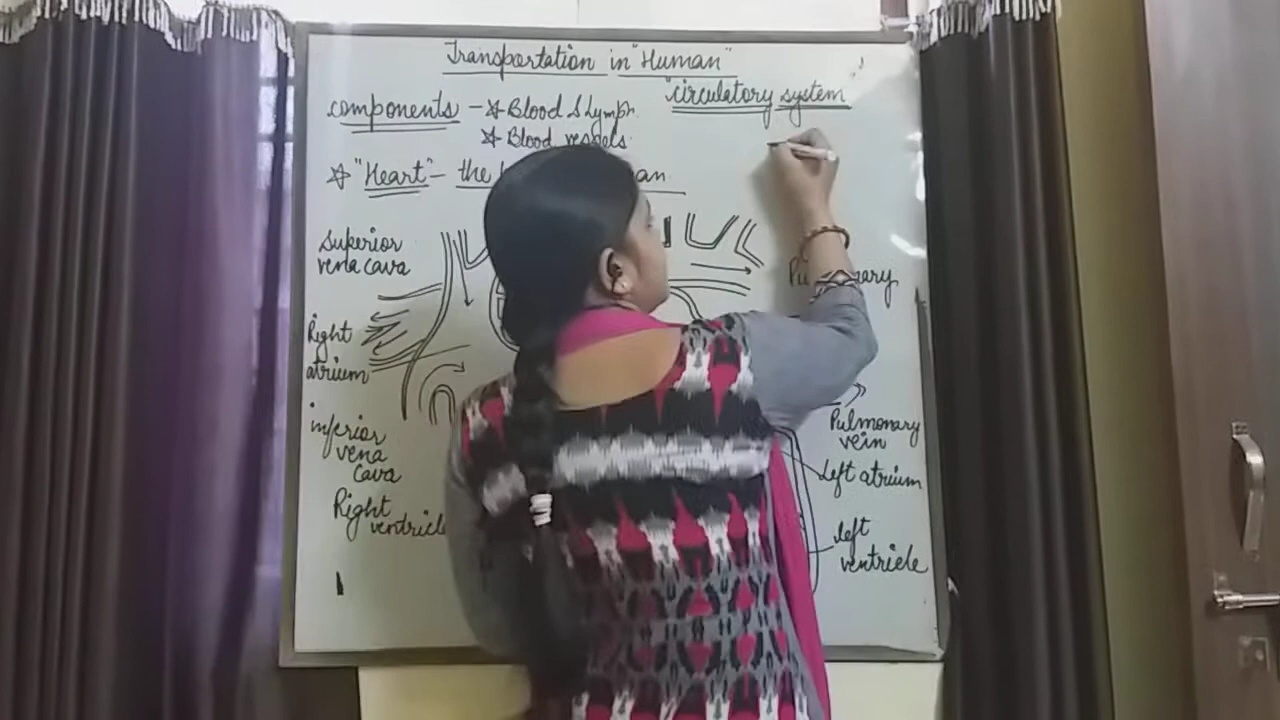 Transportation in "Human"
"circulatory system
components - ☆ Blood & Lymph.
☆ Blood vessels
☆ "Heart" - the
Superior
vena cava
Right
atrium
inferior
vena
cava
Right
ventricle
Pulmonary
vein
left atrium
left
ventricle